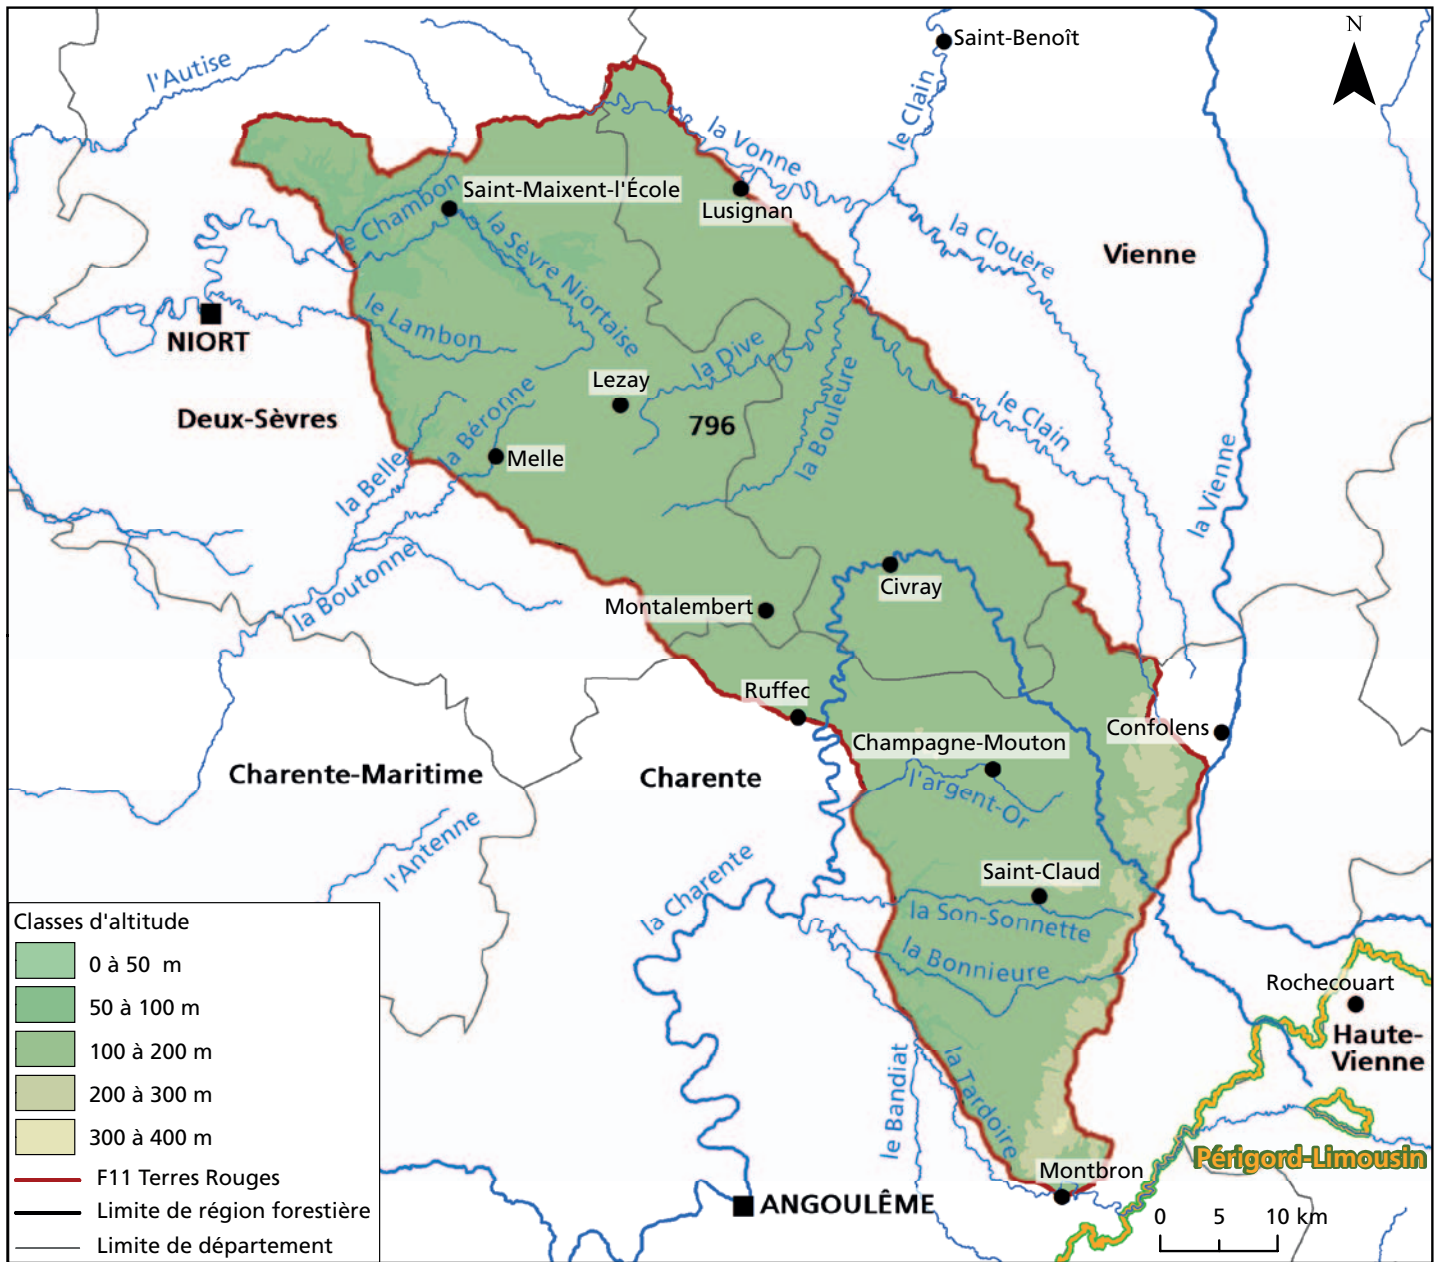 N
Saint-Benoît
l'Autise
le Clain
la Vonne
Saint-Maixent-l'École
le Chambon
Lusignan
la Clouère
Vienne
la Sèvre Niortaise
NIORT
le Lambon
la Dive
Lezay
Deux-Sèvres
796
la Béronne
la Bouleure
le Clain
Melle
la Belle
la Vienne
la Boutonne
Civray
Montalembert
Ruffec
Confolens
Champagne-Mouton
Charente-Maritime
Charente
l'argent-Or
l'Antenne
la Charente
Saint-Claud
la Son-Sonnette
la Bonnieure
Rochecouart
Haute-
Vienne
le Bandiat
la Tardoire
Périgord-Limousin
Montbron
ANGOULÊME
0 5 10 km
Classes d'altitude
0 à 50 m
50 à 100 m
100 à 200 m
200 à 300 m
300 à 400 m
F11 Terres Rouges
Limite de région forestière
Limite de département